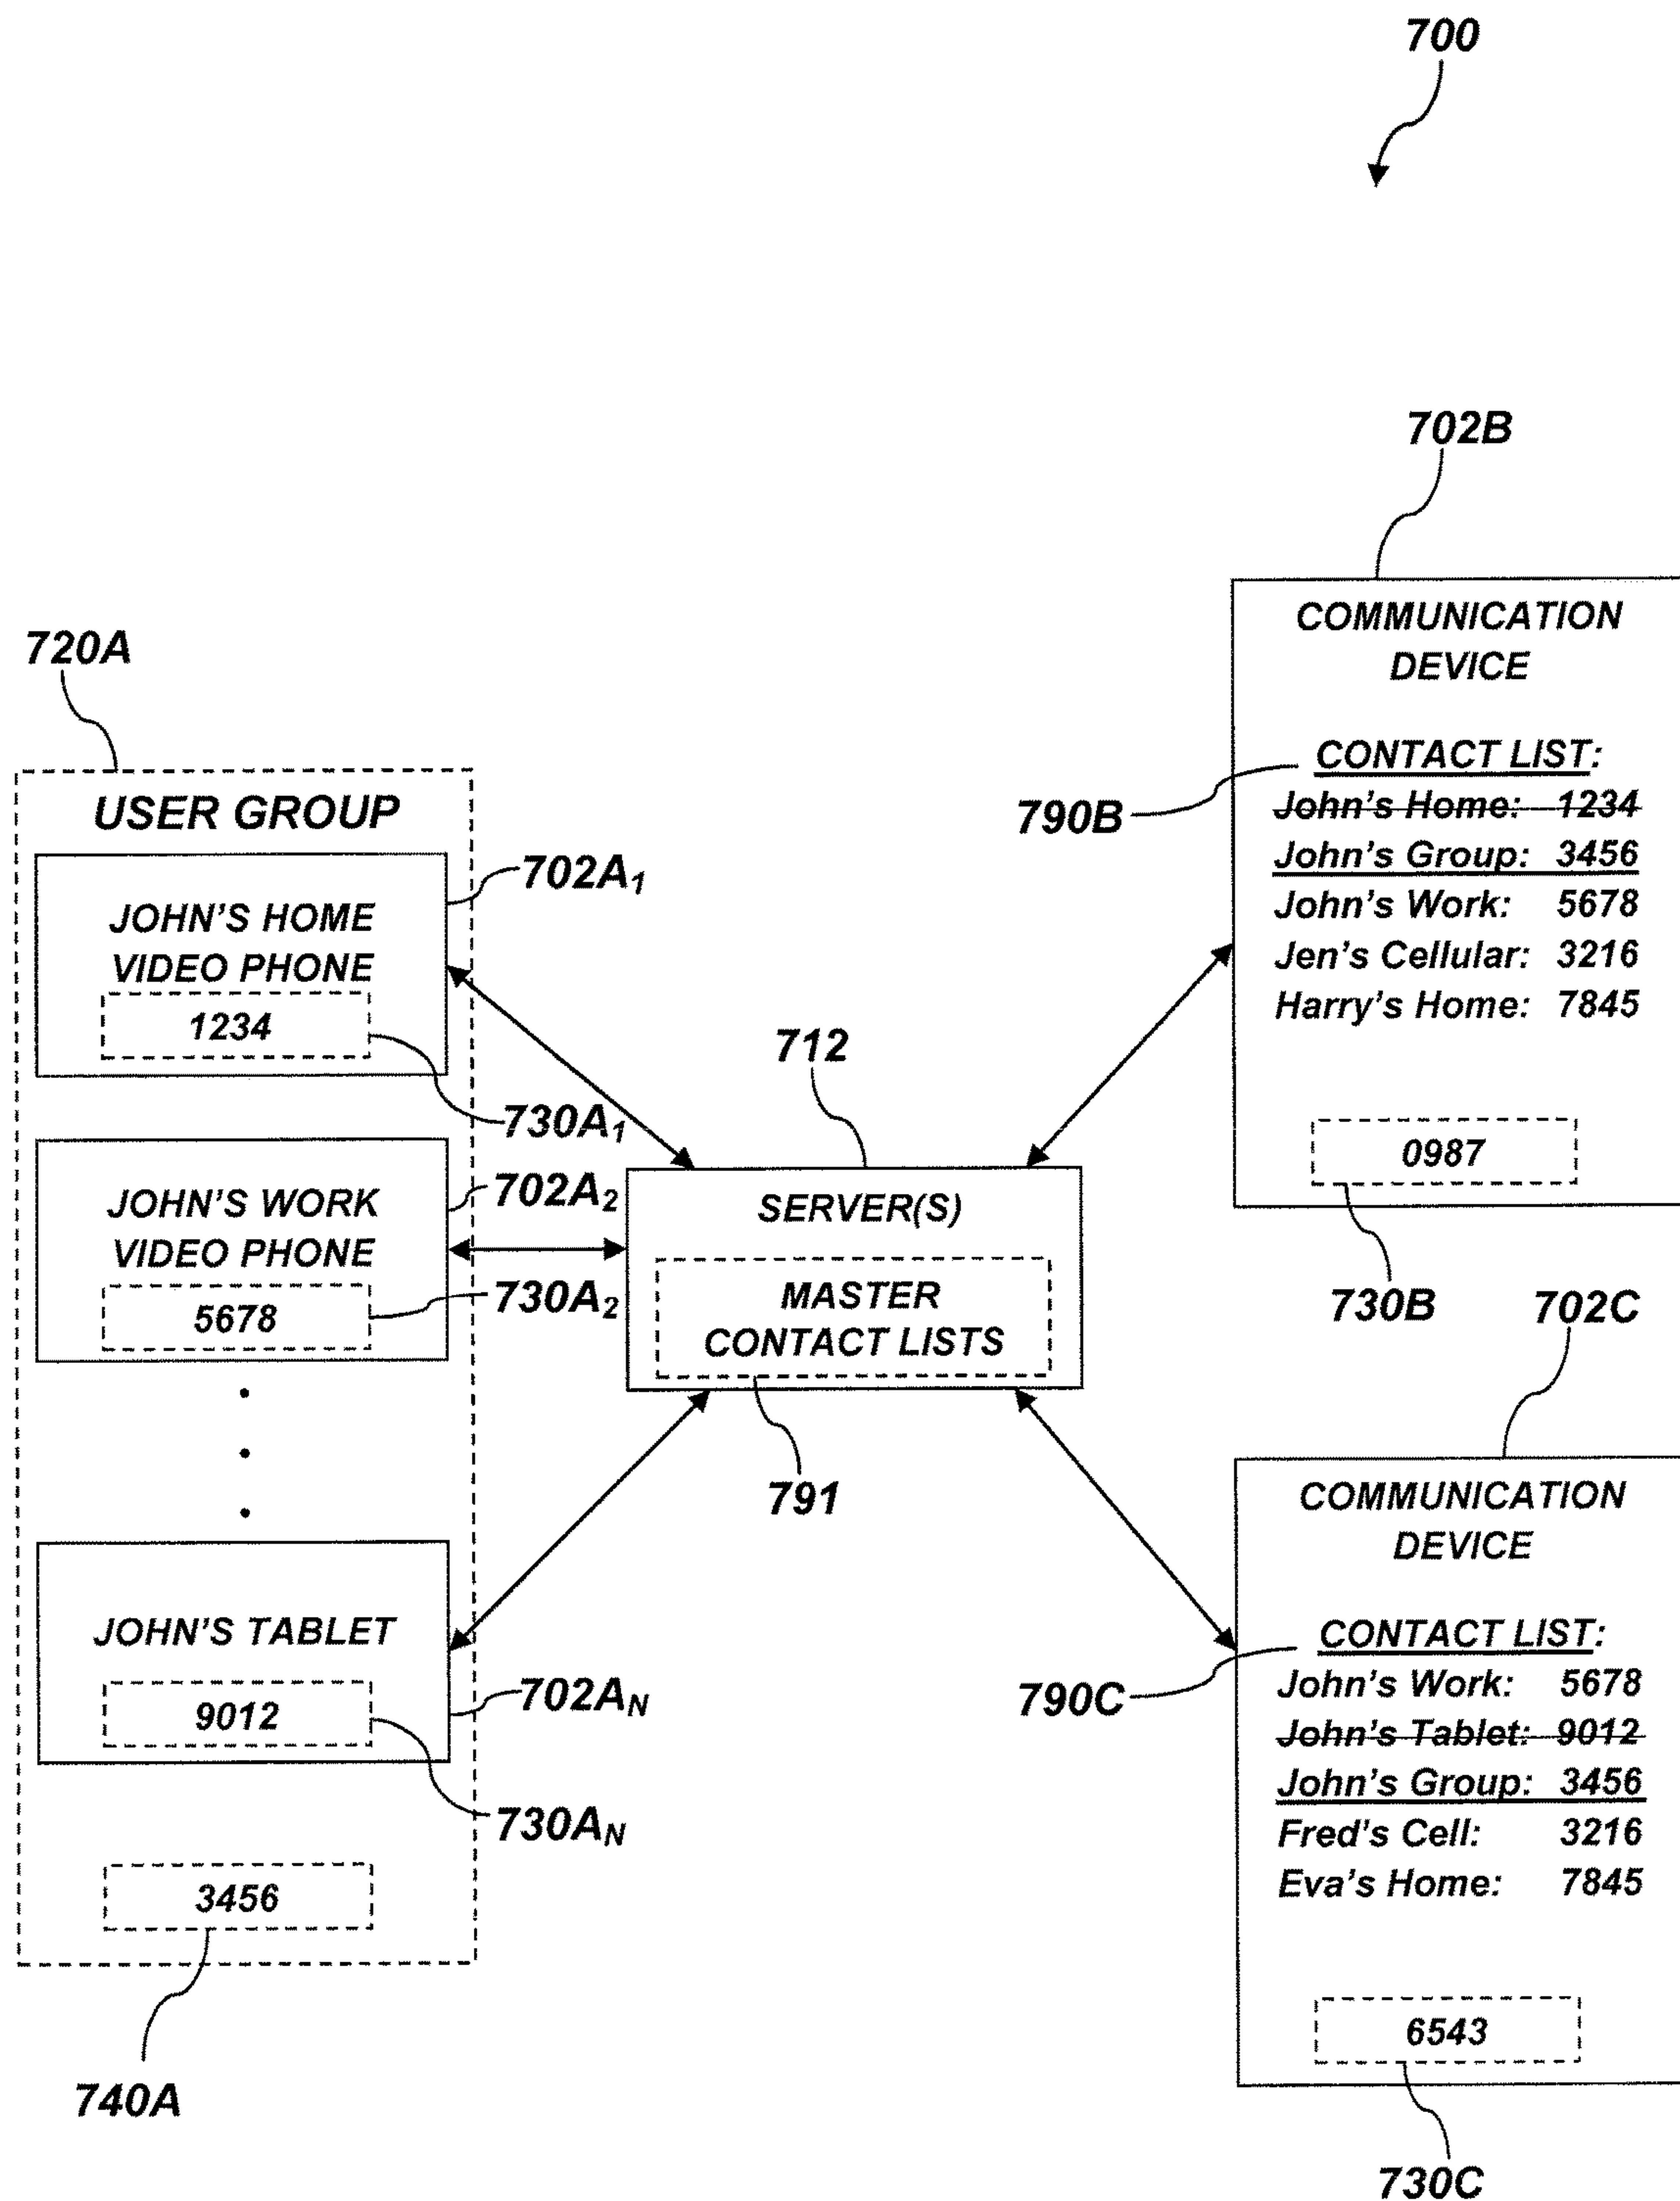 700
702B
COMMUNICATION
DEVICE
CONTACT LIST:
790B
John's Home: 1234
John's Group: 3456
John's Work: 5678
Jen's Cellular: 3216
Harry's Home: 7845
0987
730B
720A
USER GROUP
702A1
JOHN'S HOME
VIDEO PHONE
1234
730A1
702A2
JOHN'S WORK
VIDEO PHONE
5678
730A2
JOHN'S TABLET
9012
702AN
730AN
3456
740A
712
SERVER(S)
MASTER
CONTACT LISTS
791
702C
COMMUNICATION
DEVICE
CONTACT LIST:
790C
John's Work: 5678
John's Tablet: 9012
John's Group: 3456
Fred's Cell: 3216
Eva's Home: 7845
6543
730C